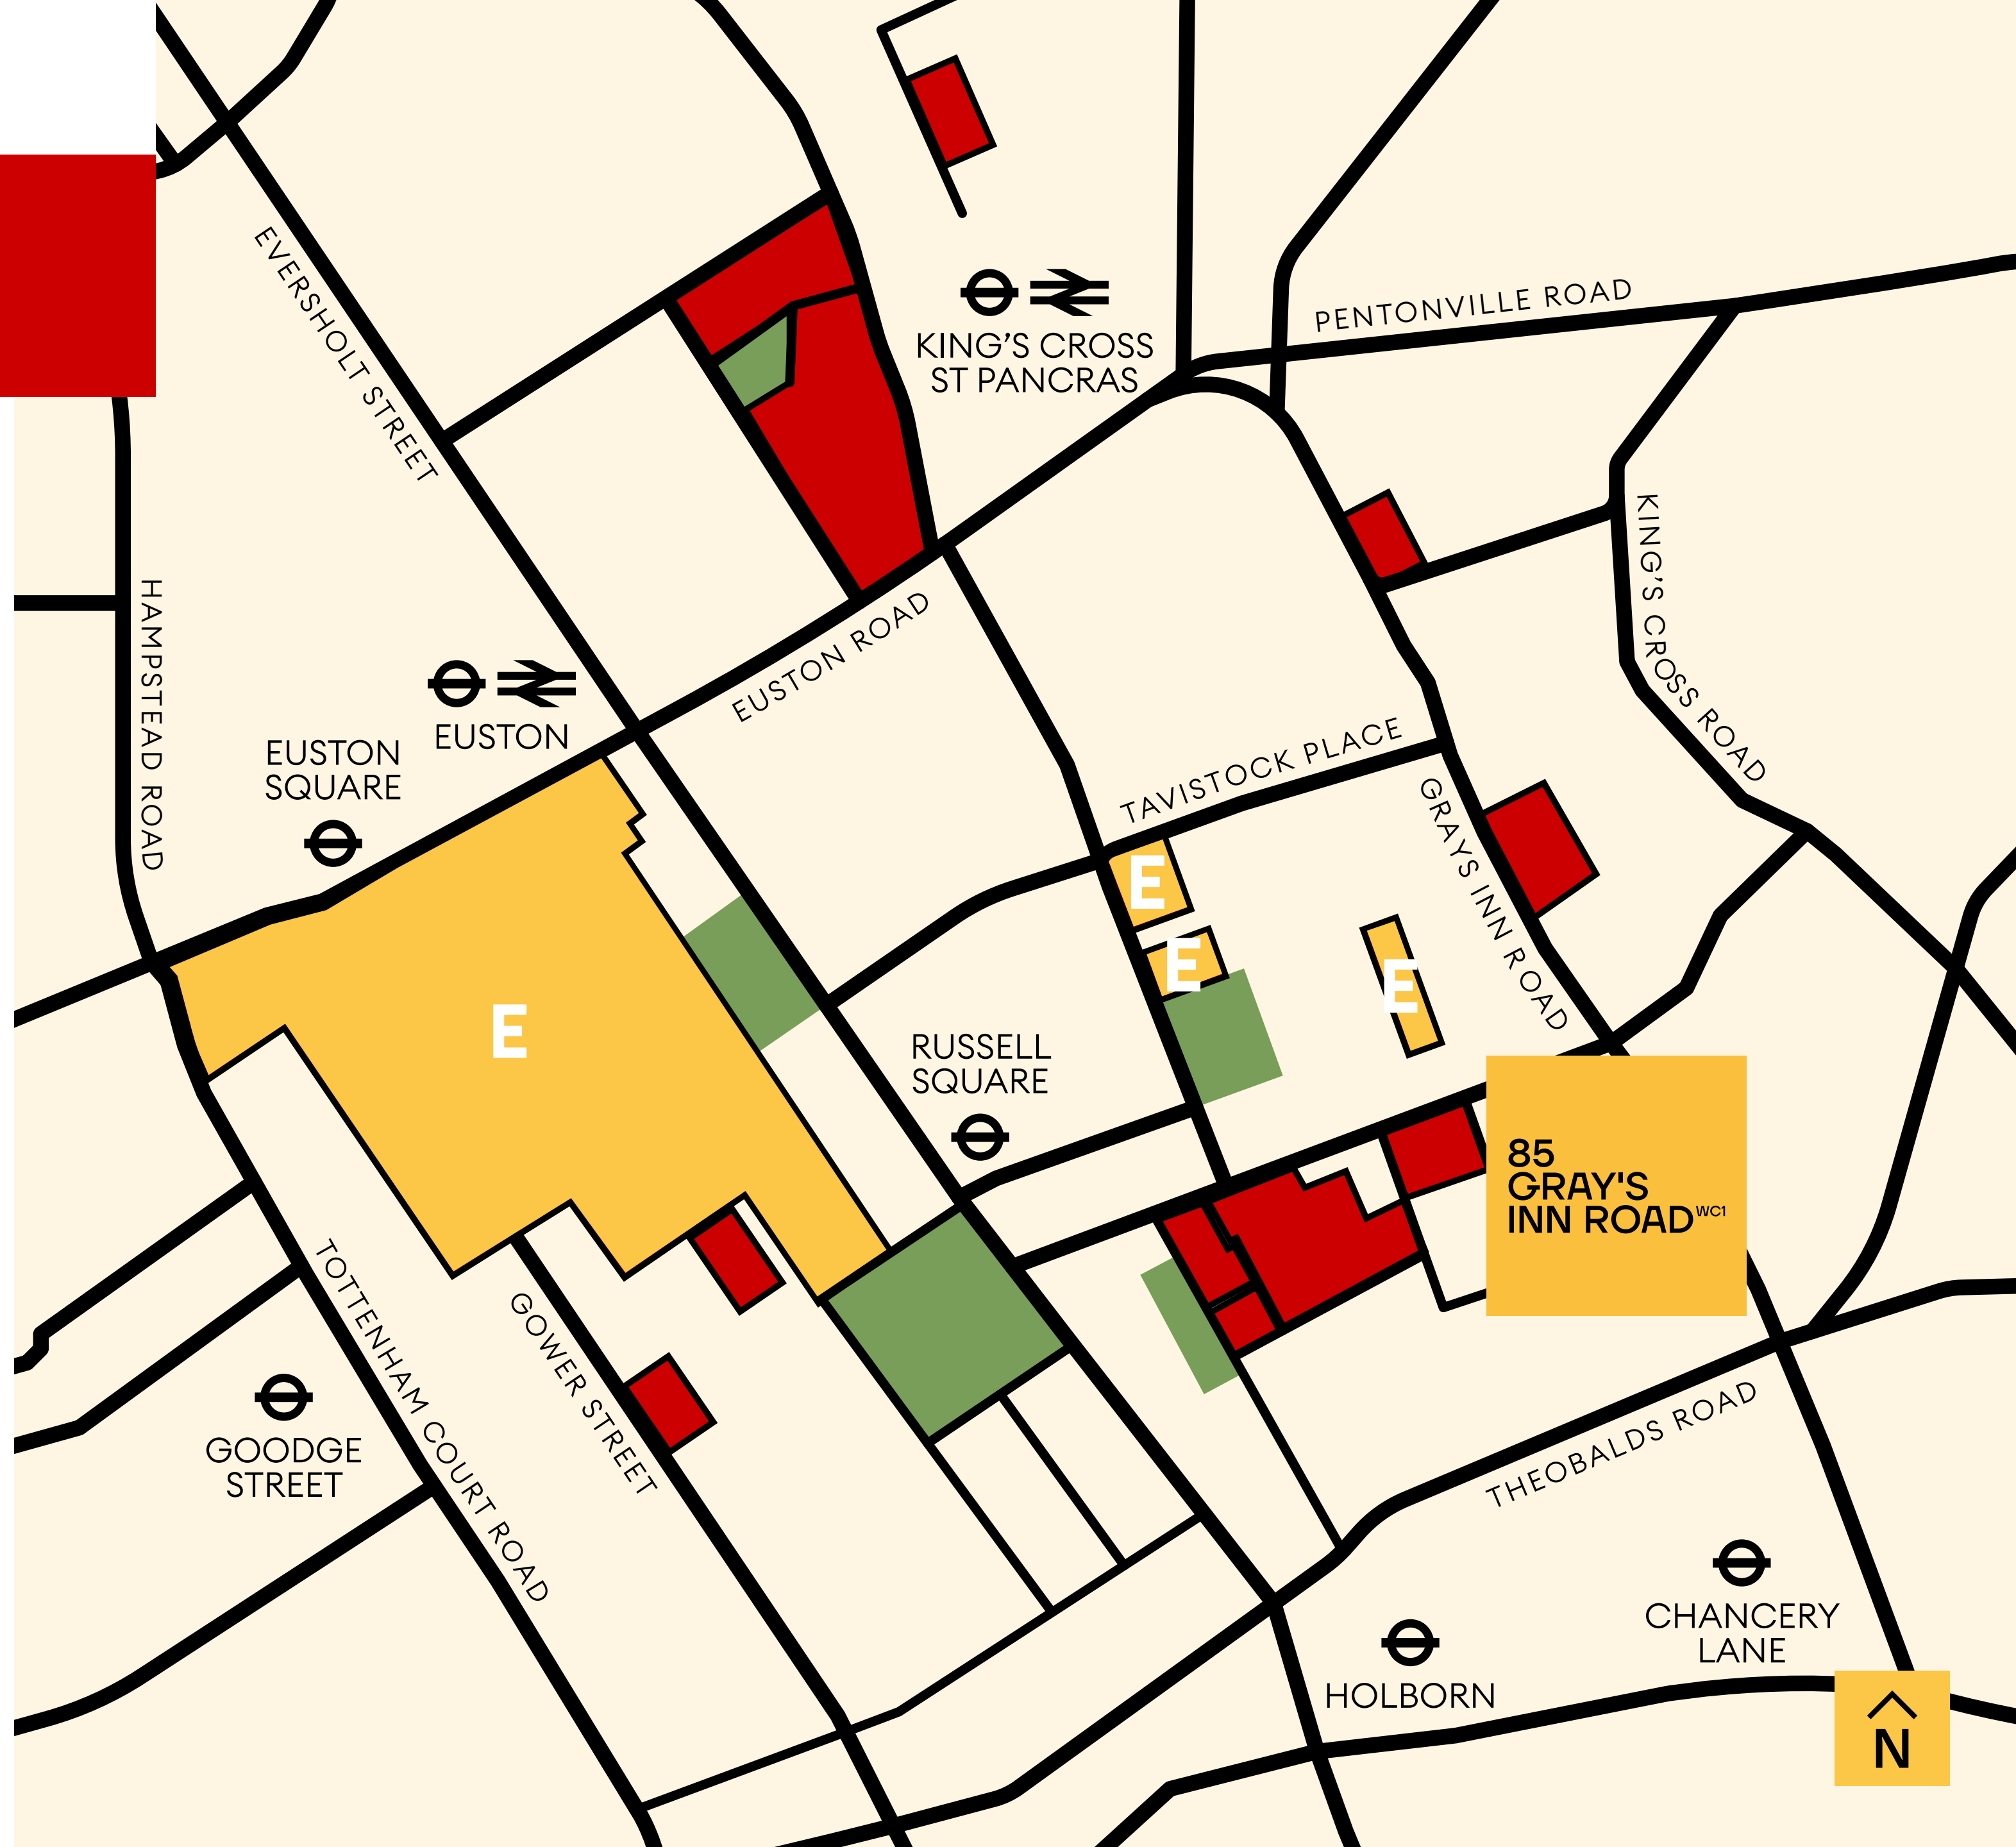 EVERSHOLT STREET
KING'S CROSS
ST PANCRAS
PENTONVILLE ROAD
KING'S CROSS ROAD
HAMPSTEAD ROAD
EUSTON ROAD
EUSTON
EUSTON
SQUARE
TAVISTOCK PLACE
GRAYS INN ROAD
E
E
E
E
RUSSELL
SQUARE
85
GRAY'S
INN ROAD WC1
TOTTENHAM COURT ROAD
GOWER STREET
GOODGE
STREET
THEOBALDS ROAD
CHANCERY
LANE
HOLBORN
N